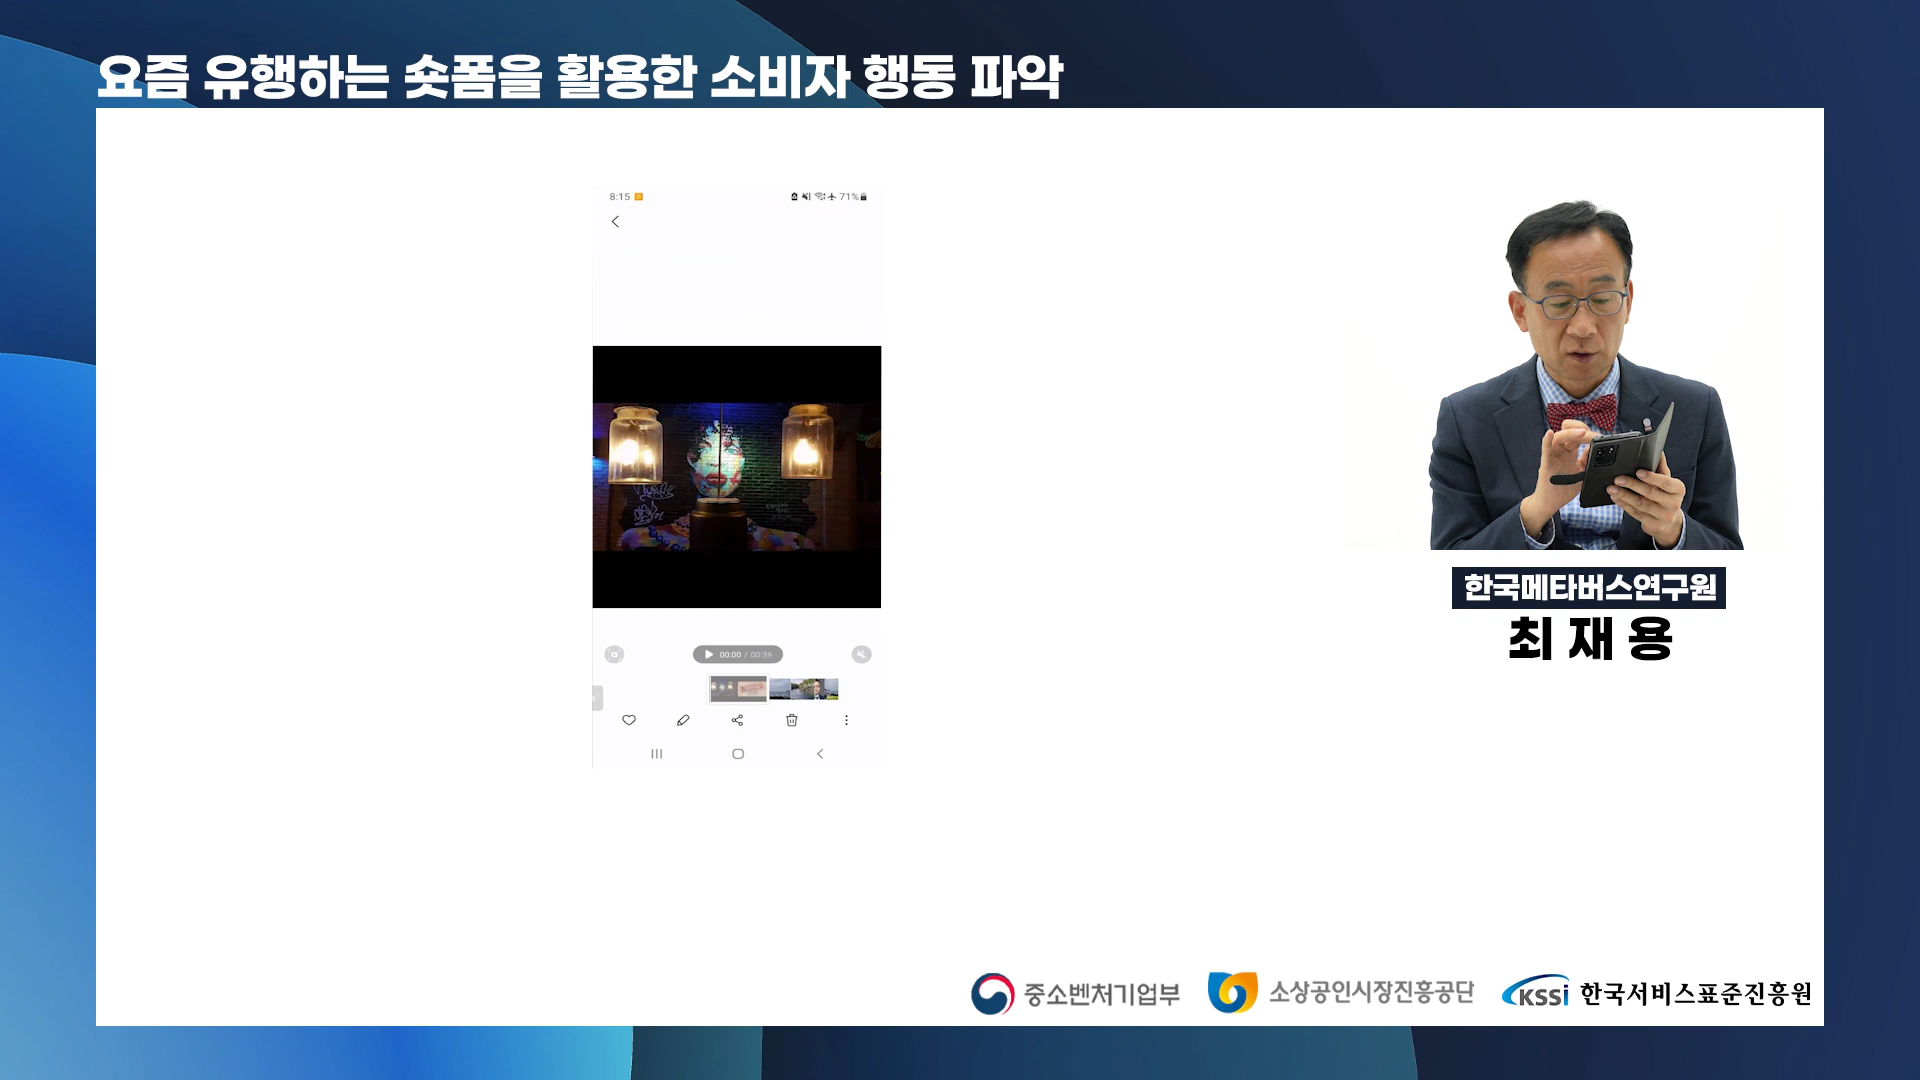 요즘 유행하는 숏폼을 활용한 소비자 행동 파악
8:15
71%
00:00 / 00:39
한국메타버스연구원
최재용
중소벤처기업부
소상공인시장진흥공단
KSSi 한국서비스표준진흥원